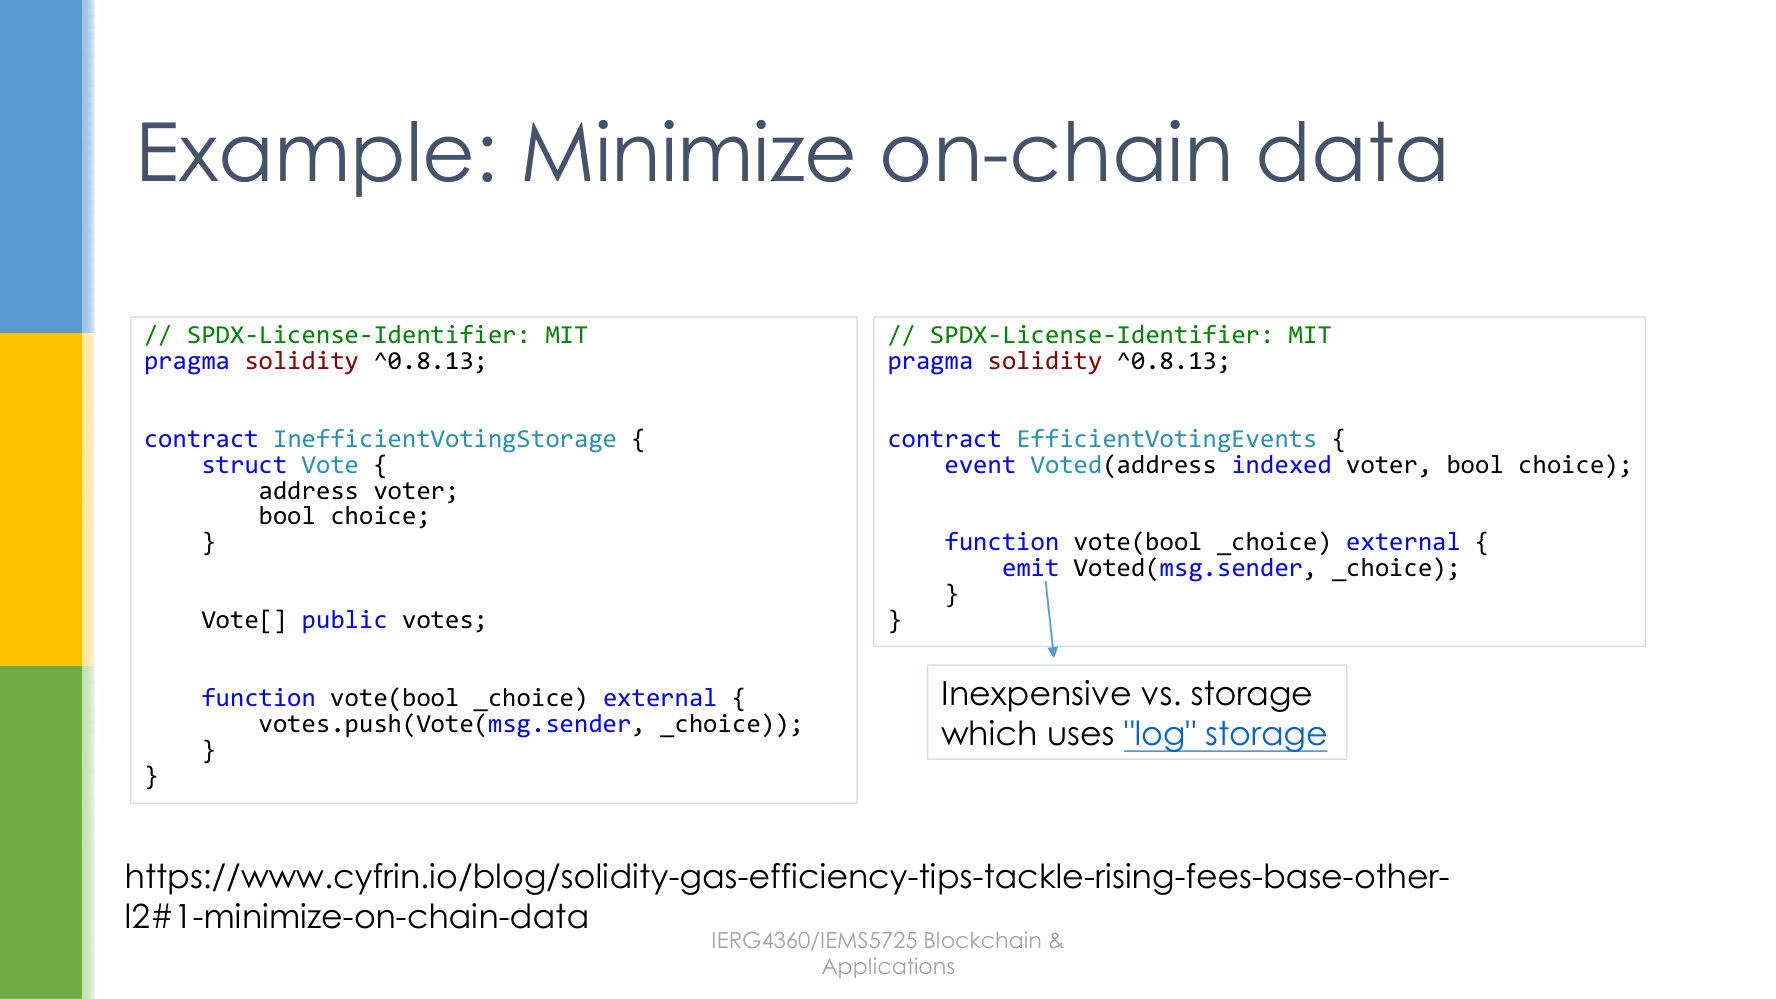 Example: Minimize on-chain data
// SPDX-License-Identifier: MIT
pragma solidity ^0.8.13;
contract InefficientVotingStorage {
    struct Vote {
        address voter;
        bool choice;
    }
    Vote[] public votes;
    function vote(bool _choice) external {
        votes.push(Vote(msg.sender, _choice));
    }
}
// SPDX-License-Identifier: MIT
pragma solidity ^0.8.13;
contract EfficientVotingEvents {
    event Voted(address indexed voter, bool choice);
    function vote(bool _choice) external {
        emit Voted(msg.sender, _choice);
    }
}
Inexpensive vs. storage
which uses "log" storage
https://www.cyfrin.io/blog/solidity-gas-efficiency-tips-tackle-rising-fees-base-other-
l2#1-minimize-on-chain-data
IERG4360/IEMS5725 Blockchain &
Applications